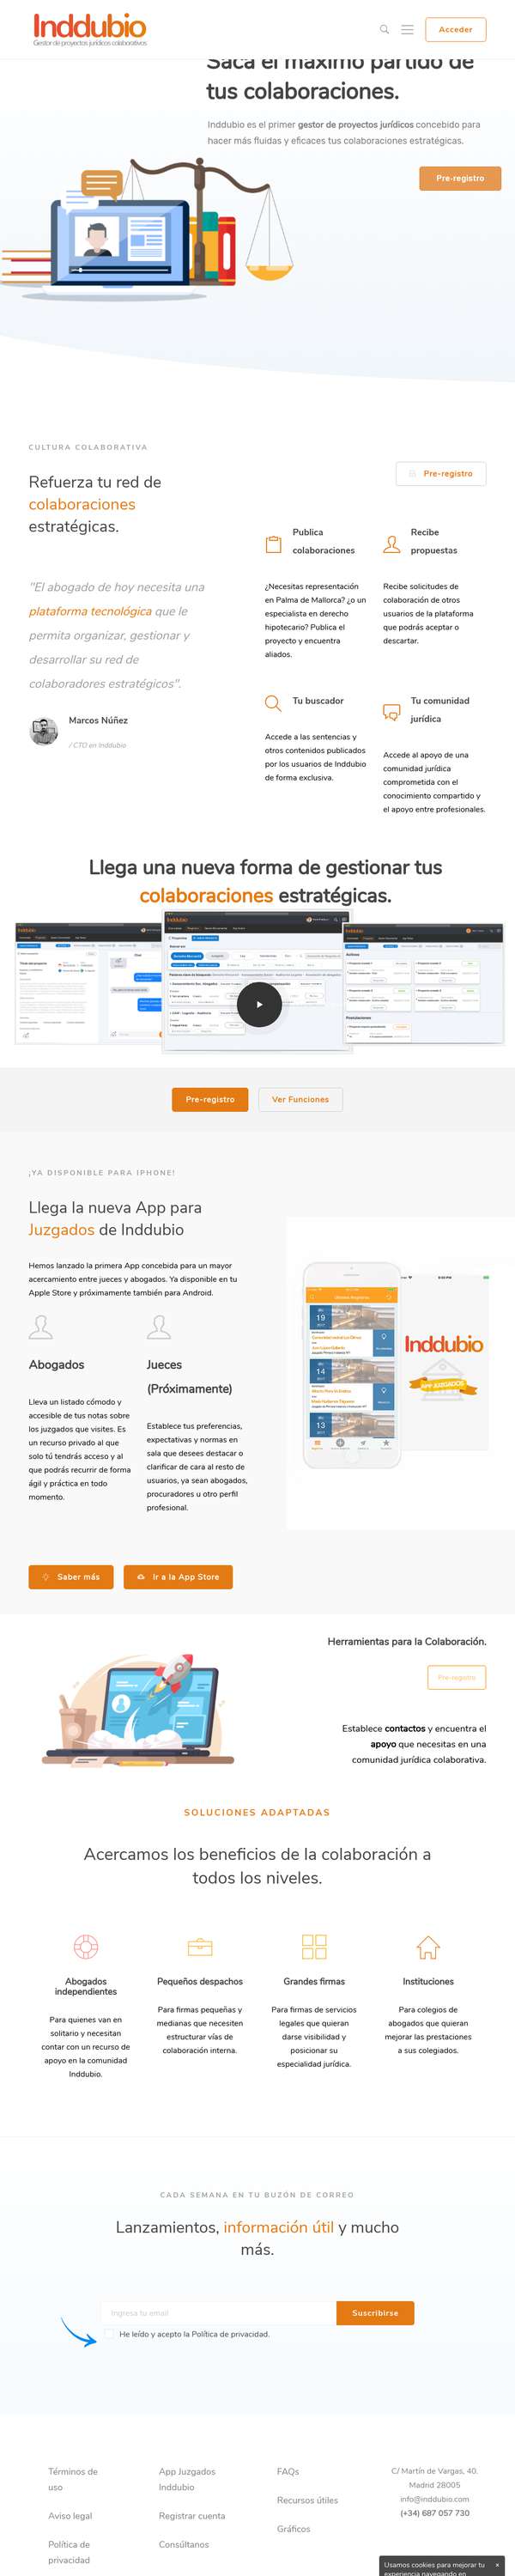 Inddubio
Gestor de proyectos jurídicos colaborativos
Acceder
Saca el máximo partido de
tus colaboraciones.
Inddubio es el primer gestor de proyectos jurídicos concebido para
hacer más fluidas y eficaces tus colaboraciones estratégicas.
Pre-registro
CULTURA COLABORATIVA
Refuerza tu red de
colaboraciones
estratégicas.
"El abogado de hoy necesita una
plataforma tecnológica que le
permita organizar, gestionar y
desarrollar su red de
colaboradores estratégicos".
Marcos Núñez
/ CTO en Inddubio
Pre-registro
Publica
colaboraciones
¿Necesitas representación
en Palma de Mallorca? ¿o un
especialista en derecho
hipotecario? Publica el
proyecto y encuentra
aliados.
Recibe
propuestas
Recibe solicitudes de
colaboración de otros
usuarios de la plataforma
que podrás aceptar o
descartar.
Tu buscador
Accede a las sentencias y
otros contenidos publicados
por los usuarios de Inddubio
de forma exclusiva.
Tu comunidad
jurídica
Accede al apoyo de una
comunidad jurídica
comprometida con el
conocimiento compartido y
el apoyo entre profesionales.
Llega una nueva forma de gestionar tus
colaboraciones estratégicas.
Pre-registro
Ver Funciones
¡YA DISPONIBLE PARA IPHONE!
Llega la nueva App para
Juzgados de Inddubio
Hemos lanzado la primera App concebida para un mayor
acercamiento entre jueces y abogados. Ya disponible en tu
Apple Store y próximamente también para Android.
Abogados
Lleva un listado cómodo y
accesible de tus notas sobre
los juzgados que visites. Es
un recurso privado al que
solo tú tendrás acceso y al
que podrás recurrir de forma
ágil y práctica en todo
momento.
Jueces
(Próximamente)
Establece tus preferencias,
expectativas y normas en
sala que desees destacar o
clarificar de cara al resto de
usuarios, ya sean abogados,
procuradores u otro perfil
profesional.
19
17
14
13
Inddubio
APP JUZGADOS
Saber más
Ir a la App Store
Herramientas para la Colaboración.
Pre-registro
Establece contactos y encuentra el
apoyo que necesitas en una
comunidad jurídica colaborativa.
SOLUCIONES ADAPTADAS
Acercamos los beneficios de la colaboración a
todos los niveles.
Abogados
independientes
Para quienes van en
solitario y necesitan
contar con un recurso de
apoyo en la comunidad
Inddubio.
Pequeños despachos
Para firmas pequeñas y
medianas que necesiten
estructurar vías de
colaboración interna.
Grandes firmas
Para firmas de servicios
legales que quieran
darse visibilidad y
posicionar su
especialidad jurídica.
Instituciones
Para colegios de
abogados que quieran
mejorar las prestaciones
a sus colegiados.
CADA SEMANA EN TU BUZÓN DE CORREO
Lanzamientos, información útil y mucho
más.
Ingresa tu email
Suscribirse
He leído y acepto la Política de privacidad.
Términos de
uso
Aviso legal
Política de
privacidad
App Juzgados
Inddubio
Registrar cuenta
Consúltanos
FAQs
Recursos útiles
Gráficos
C/ Martín de Vargas, 40.
Madrid 28005
info@inddubio.com
(+34) 687 057 730
Usamos cookies para mejorar tu ×
experiencia navegando en